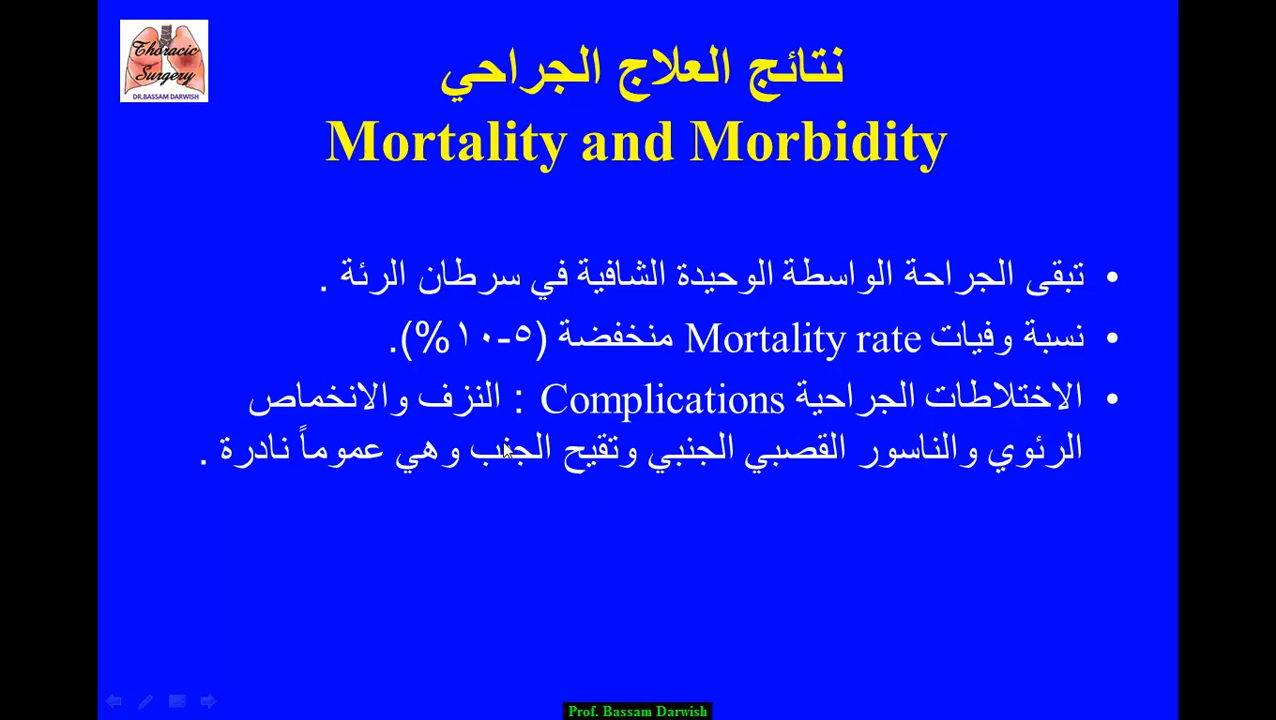 Thoracic
Surgery
DR.BASSAM DARWISH
نتائج العلاج الجراحي
Mortality and Morbidity
• تبقى الجراحة الواسطة الوحيدة الشافية في سرطان الرئة .
• نسبة وفيات Mortality rate منخفضة (٥-١٠%).
• الاختلاطات الجراحية Complications : النزف والانخماص
الرئوي والناسور القصبي الجنبي وتقيح الجنب وهي عموماً نادرة .
Prof. Bassam Darwish